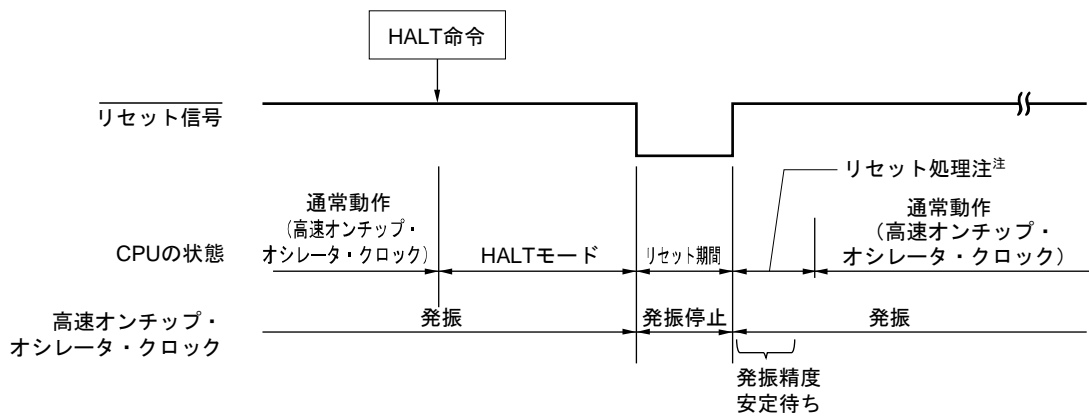 HALT命令
リセット信号
リセット処理注注
通常動作
（高速オンチップ・
オシレータ・クロック）
通常動作
（高速オンチップ・
オシレータ・クロック）
CPUの状態
HALTモード
リセット期間
高速オンチップ・
オシレータ・クロック
発振
発振停止
発振
発振精度
安定待ち